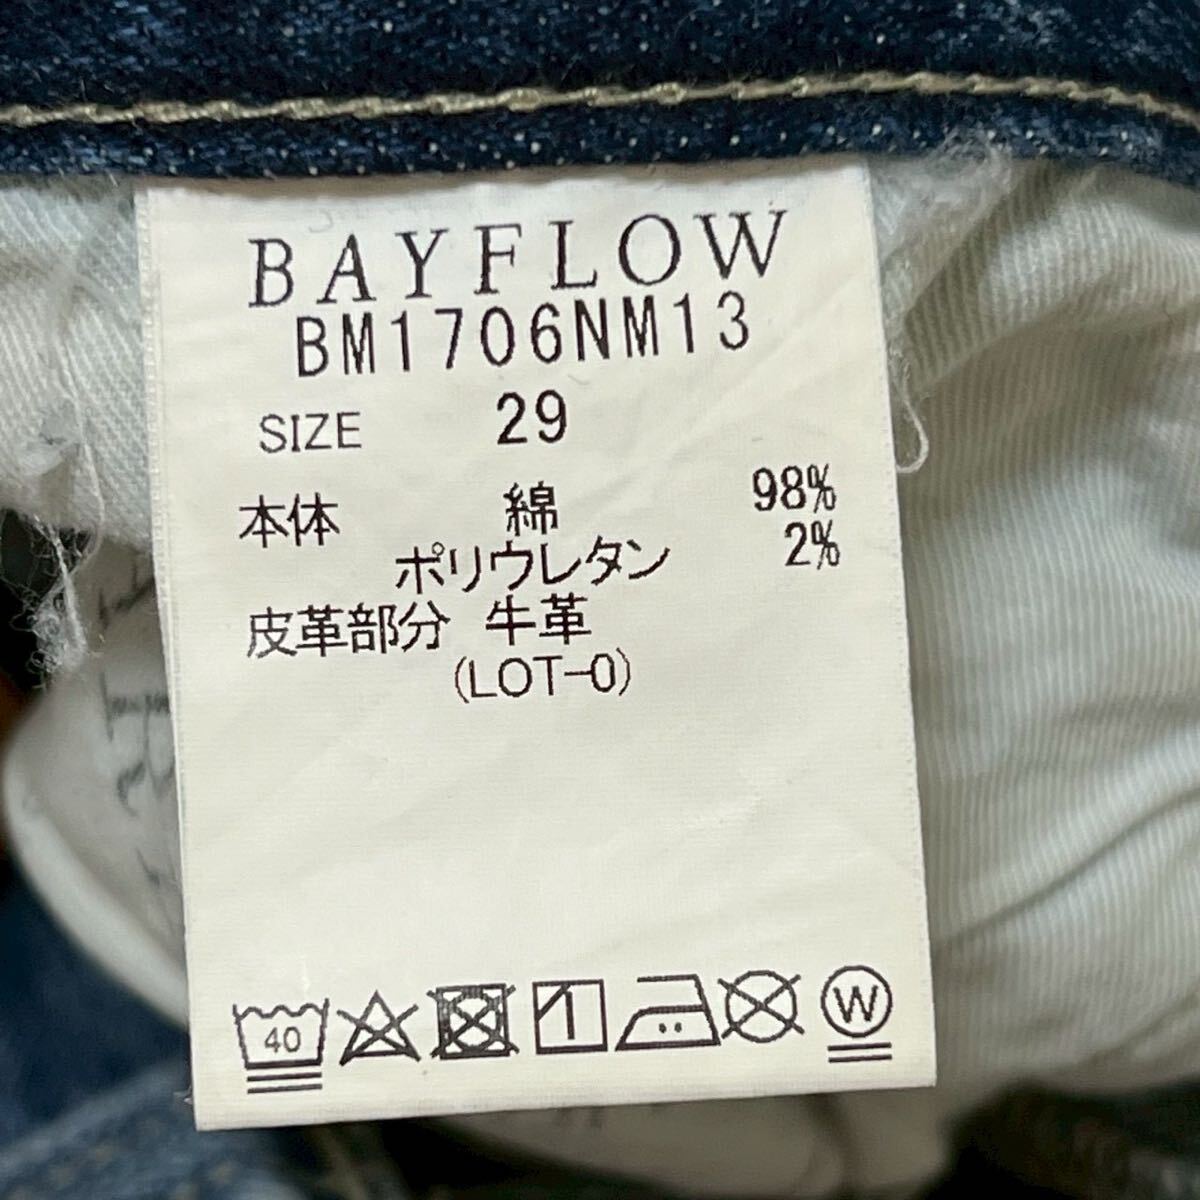 BAYFLOW
BM1706NM13
SIZE 29
本体 綿 98%
ポリウレタン 2%
皮革部分 牛革
(LOT-0)
40
W